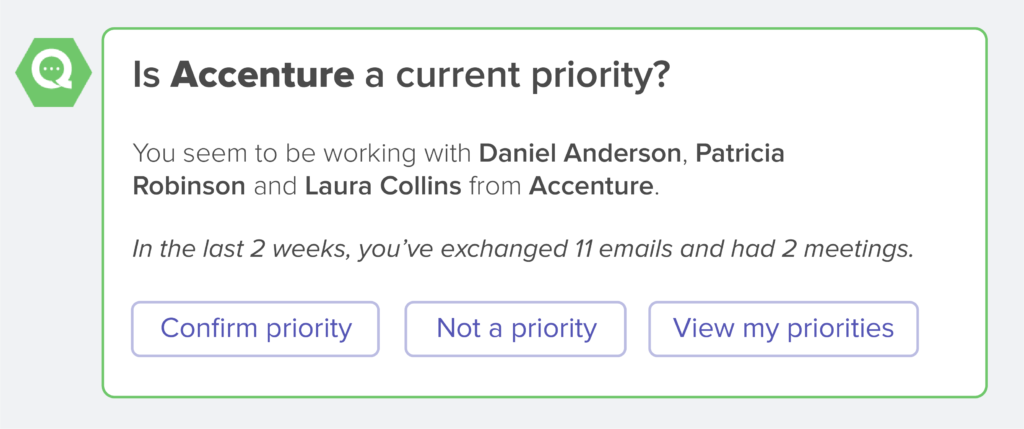 Is Accenture a current priority?
You seem to be working with Daniel Anderson, Patricia
Robinson and Laura Collins from Accenture.
In the last 2 weeks, you’ve exchanged 11 emails and had 2 meetings.
Confirm priority
Not a priority
View my priorities